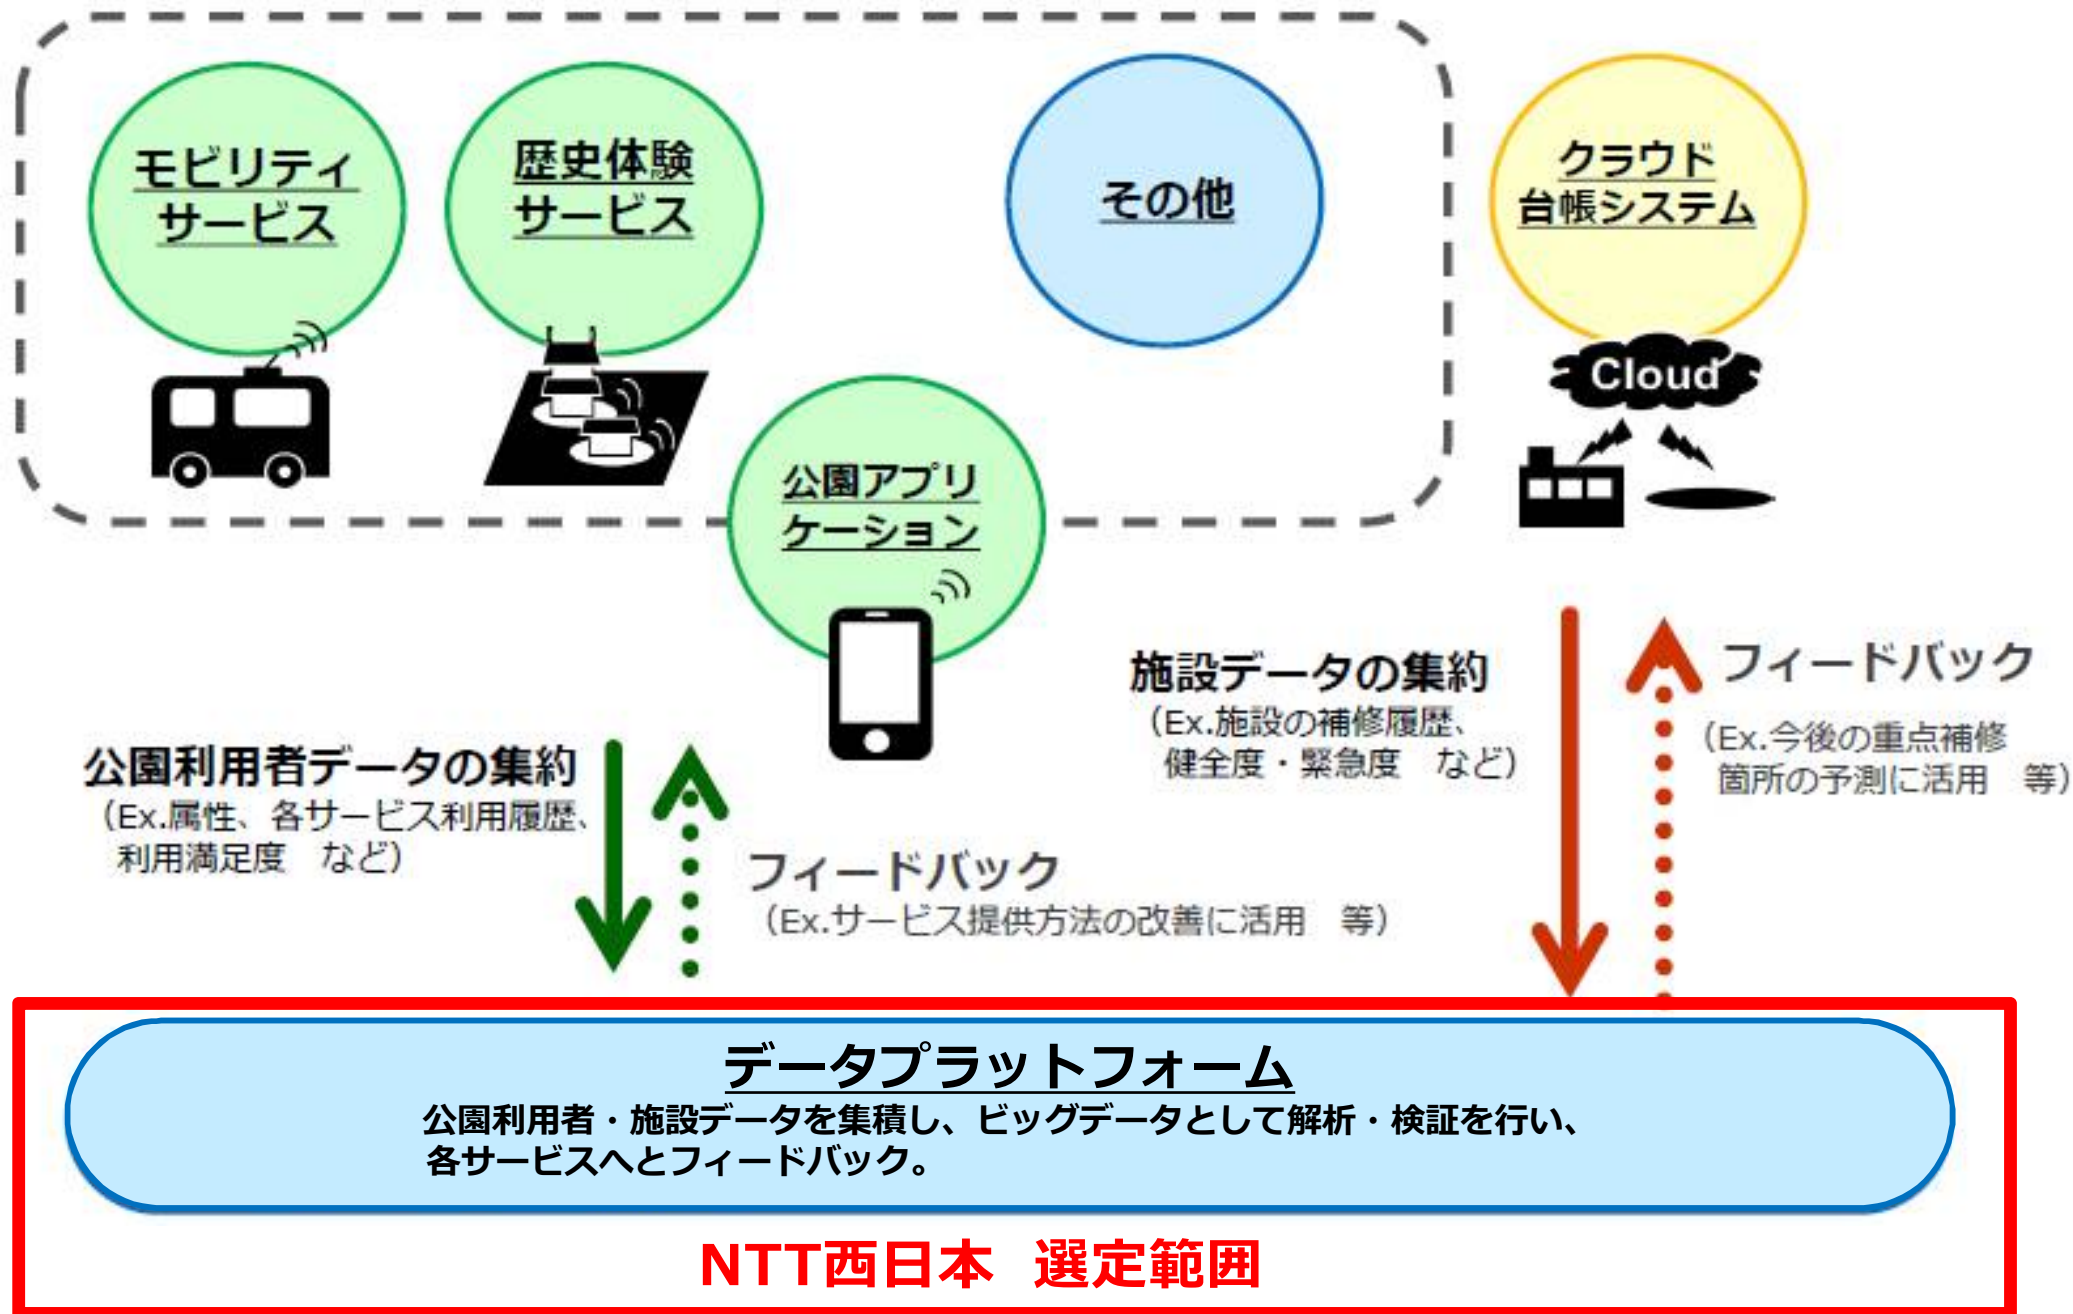 モビリティ
サービス
歴史体験
サービス
その他
クラウド
台帳システム
Cloud
公園アプリ
ケーション
施設データの集約
（Ex.施設の補修履歴、
健全度・緊急度　など）
フィードバック
（Ex.今後の重点補修
箇所の予測に活用　等）
公園利用者データの集約
（Ex.属性、各サービス利用履歴、
利用満足度　など）
フィードバック
（Ex.サービス提供方法の改善に活用　等）
データプラットフォーム
公園利用者・施設データを集積し、ビッグデータとして解析・検証を行い、
各サービスへとフィードバック。
NTT西日本　選定範囲